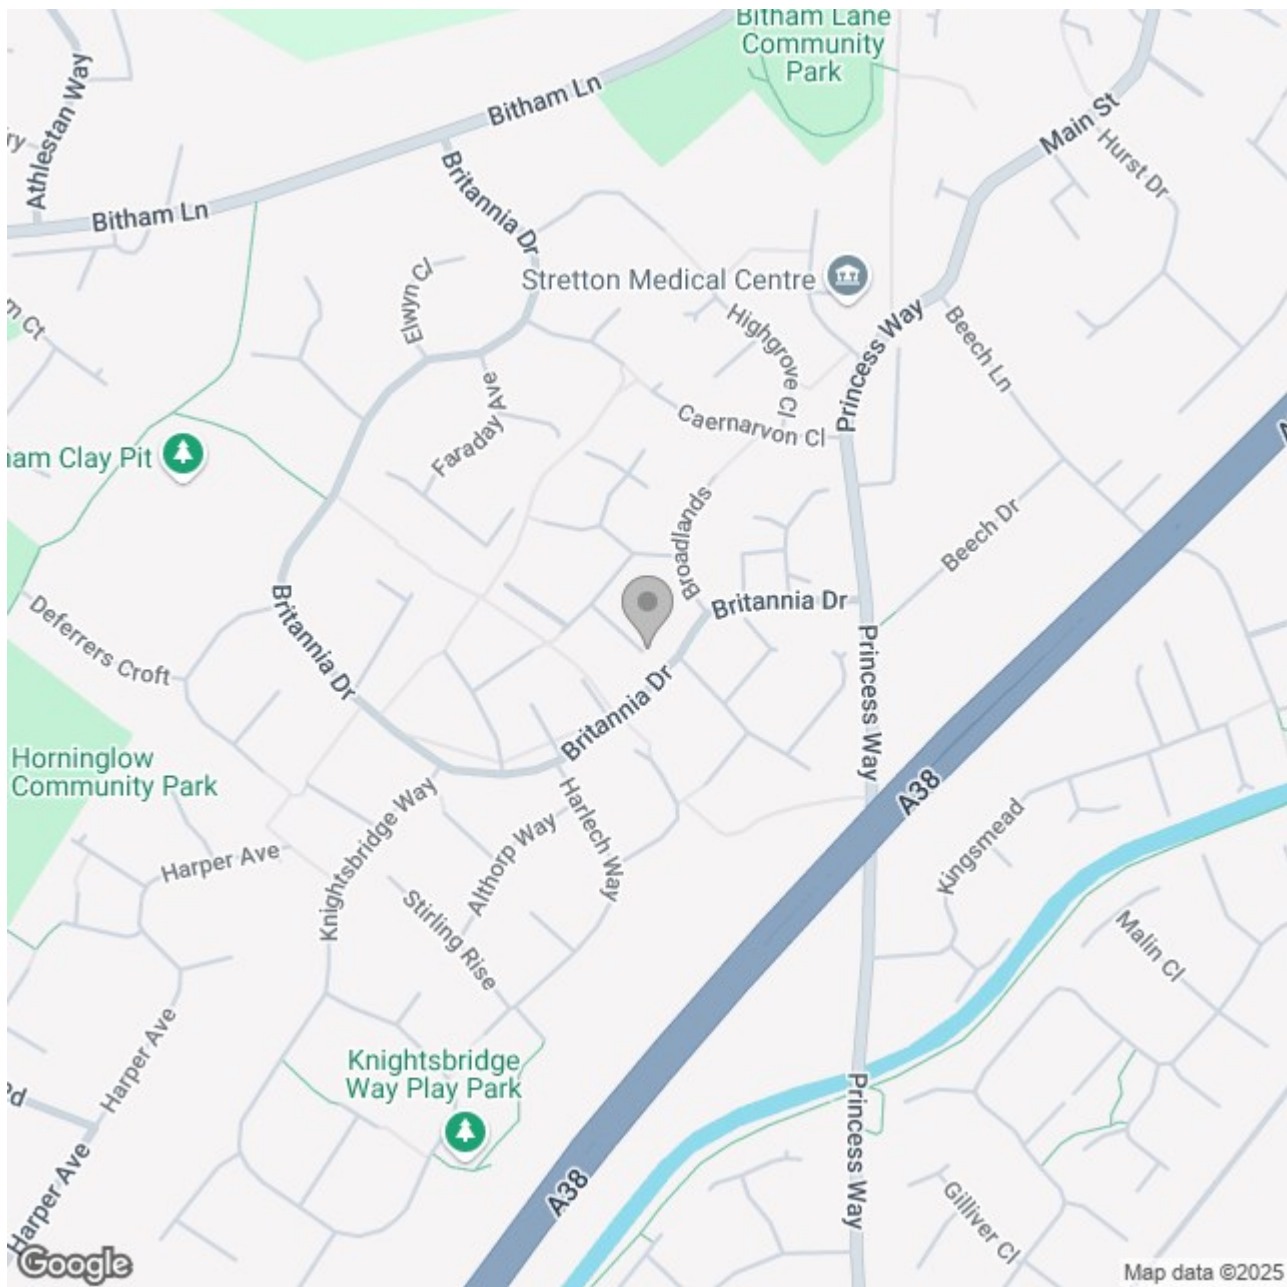 Bitham Lane
Community
Park
Athlestan Way
Bitham Ln
Main St
Hurst Dr
ry
Bitham Ln
Britannia Dr
Elwyn Cl
Stretton Medical Centre
m Ct
Highgrove Cl
Princess Way
Beech Ln
Faraday Ave
Caernarvon Cl
ham Clay Pit
A
Broadlands
Beech Dr
Britannia Dr
Deferrers Croft
Britannia Dr
Britannia Dr
Princess Way
Horninglow
Community Park
A38
Harlech Way
Kingsmead
Knightsbridge Way
Harper Ave
Althorp Way
Stirling Rise
Malin Cl
Harper Ave
Knightsbridge
Way Play Park
Rd
Princess Way
Harper Ave
A38
Gilliver Cl
Google
Map data ©2025